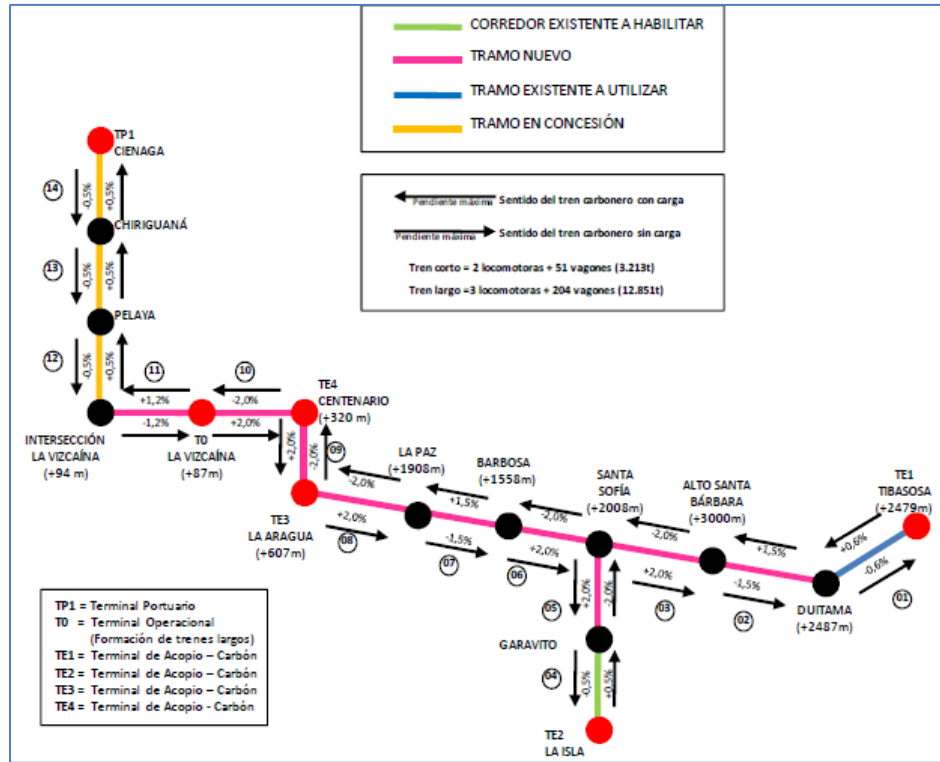 CORREDOR EXISTENTE A HABILITAR
TRAMO NUEVO
TRAMO EXISTENTE A UTILIZAR
TRAMO EN CONCESIÓN
Pendiente máxima
Sentido del tren carbonero con carga
Pendiente máxima
Sentido del tren carbonero sin carga
Tren corto = 2 locomotoras + 51 vagones (3.213t)
Tren largo =3 locomotoras + 204 vagones (12.851t)
TP1
CIENAGA
14
-0,5%
+0,5%
CHIRIGUANÁ
13
-0,5%
+0,5%
PELAYA
12
-0,5%
+0,5%
11
+1,2%
-1,2%
10
-2,0%
+2,0%
INTERSECCIÓN
LA VIZCAÍNA
(+94 m)
T0
LA VIZCAÍNA
(+87m)
TE4
CENTENARIO
(+320 m)
+2,0%
-2,0%
09
TE3
LA ARAGUA
(+607m)
-2,0%
+2,0%
08
LA PAZ
(+1908m)
+1,5%
-1,5%
07
BARBOSA
(+1558m)
-2,0%
+2,0%
06
SANTA
SOFÍA
(+2008m)
05
+2,0%
-2,0%
GARAVITO
04
-0,5%
+0,5%
TE2
LA ISLA
-2,0%
+2,0%
03
ALTO SANTA
BÁRBARA
(+3000m)
+1,5%
-1,5%
02
DUITAMA
(+2487m)
+0,6%
-0,6%
01
TE1
TIBASOSA
(+2479m)
TP1 = Terminal Portuario
T0 = Terminal Operacional
(Formación de trenes largos)
TE1 = Terminal de Acopio – Carbón
TE2 = Terminal de Acopio – Carbón
TE3 = Terminal de Acopio – Carbón
TE4 = Terminal de Acopio - Carbón